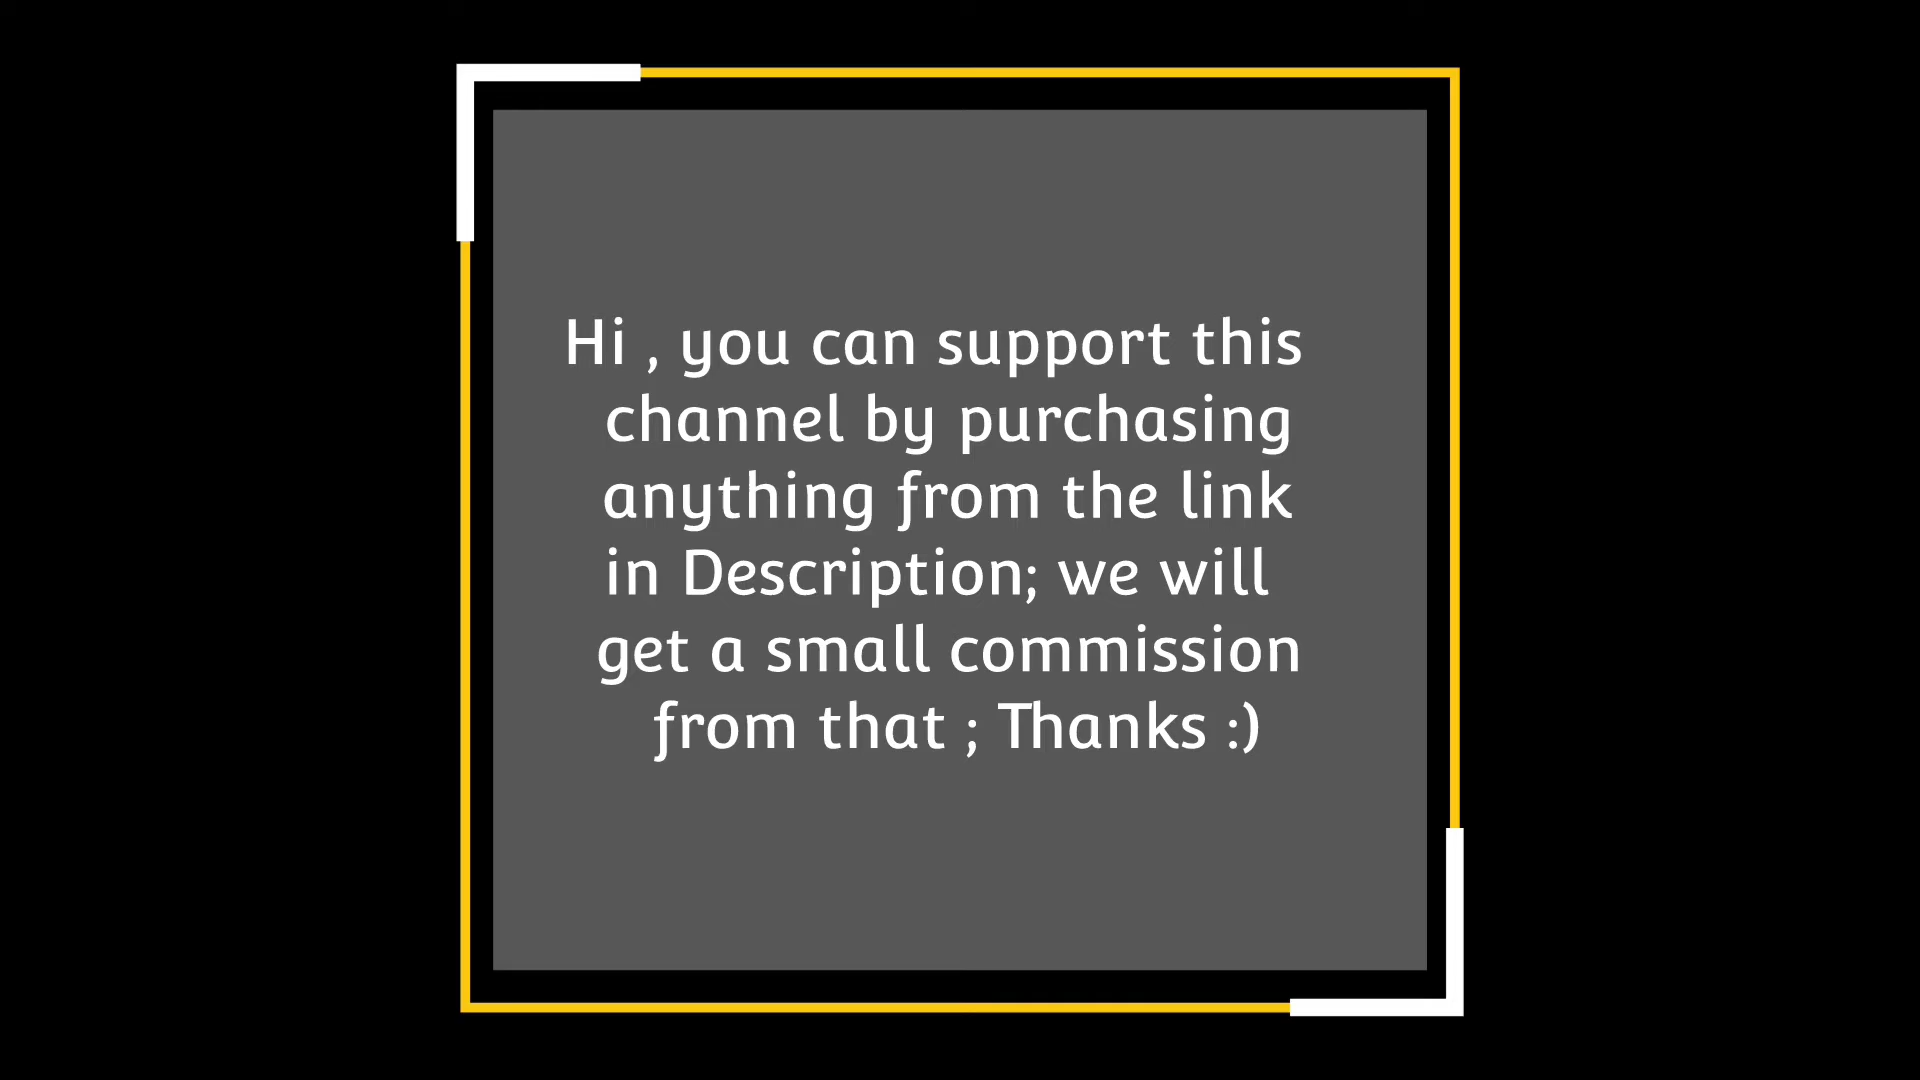 Hi , you can support this
channel by purchasing
anything from the link
in Description; we will
get a small commission
from that ; Thanks :)